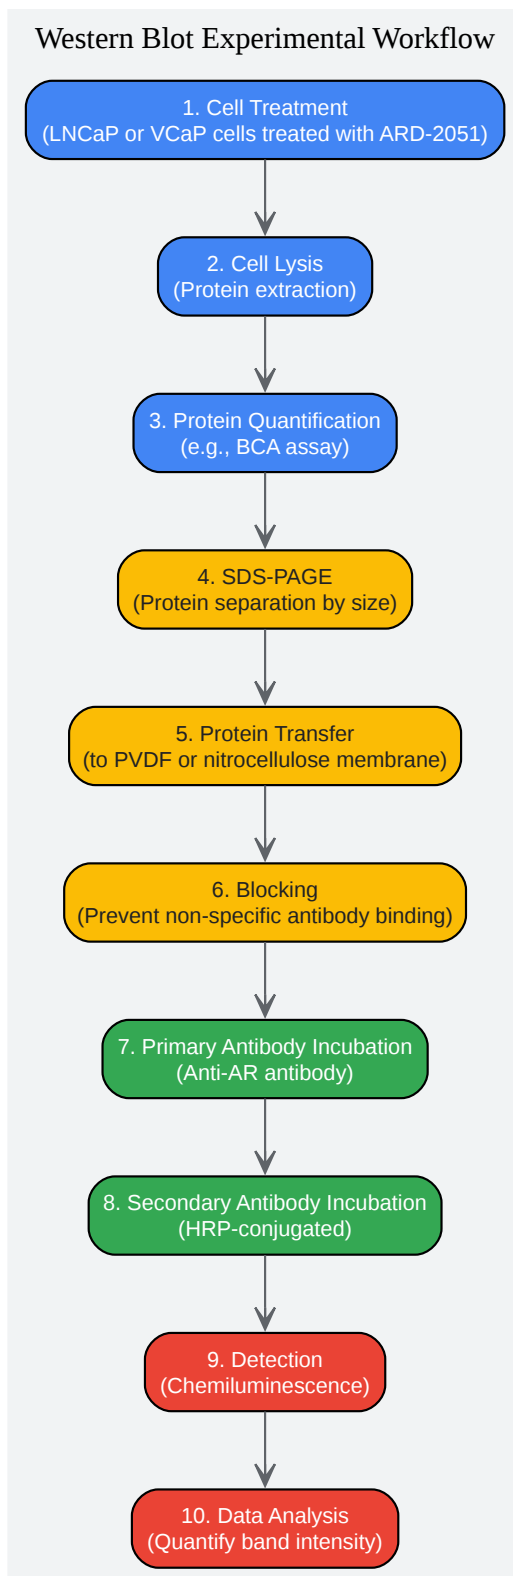 Western Blot Experimental Workflow
1. Cell Treatment
(LNCaP or VCaP cells treated with ARD-2051)
2. Cell Lysis
(Protein extraction)
3. Protein Quantification
(e.g., BCA assay)
4. SDS-PAGE
(Protein separation by size)
5. Protein Transfer
(to PVDF or nitrocellulose membrane)
6. Blocking
(Prevent non-specific antibody binding)
7. Primary Antibody Incubation
(Anti-AR antibody)
8. Secondary Antibody Incubation
(HRP-conjugated)
9. Detection
(Chemiluminescence)
10. Data Analysis
(Quantify band intensity)